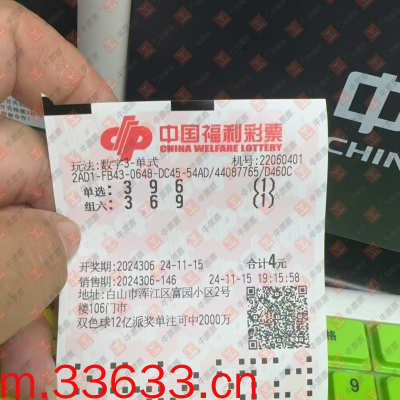 中国福利彩票
CHINA WELFARE LOTTERY
玩法:数字3-单式 机号:22060401
2AD1-FB43-0648-DC45-54AD/44087765/D460C
单选: 3 9 6 (1)
组六: 3 6 9 (1)
开奖期:2024306 24-11-15 合计4元
销售期:2024306-146 24-11-15 19:15:58
地址:白山市浑江区富园小区2号
楼106门市
双色球12亿派奖单注可中2000万
中
CHIN
9
m.33633.cn